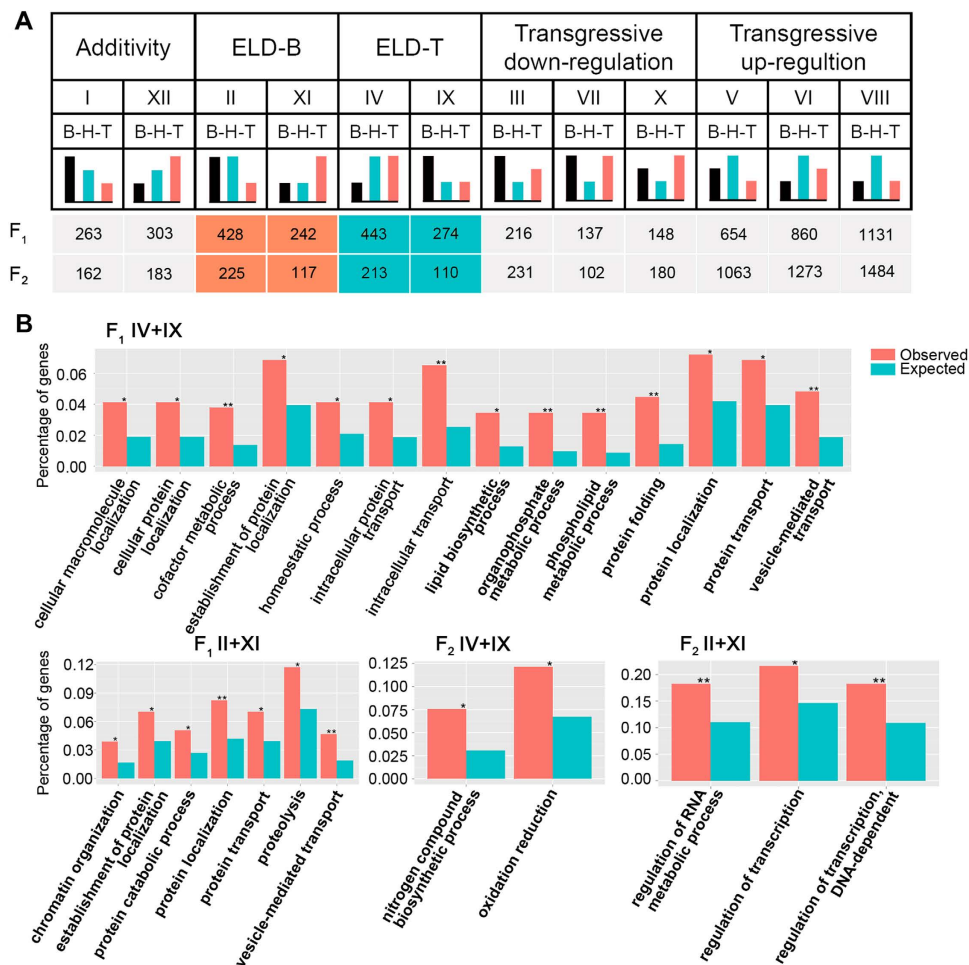 A
Additivity ELD-B ELD-T Transgressive down-regulation Transgressive up-regultion
I XII II XI IV IX III VII X V VI VIII
B-H-T B-H-T B-H-T B-H-T B-H-T B-H-T B-H-T B-H-T B-H-T B-H-T B-H-T B-H-T
F1 263 303 428 242 443 274 216 137 148 654 860 1131
F2 162 183 225 117 213 110 231 102 180 1063 1273 1484
B
F1 IV+IX
Percentage of genes
0.06
0.04
0.02
0.00
* * ** * * * ** * ** ** ** * * **
Observed
Expected
cellular macromolecule
localization
cellular protein
localization
cofactor metabolic
process
establishment of protein
localization
homeostatic process
intracellular protein
transport
intracellular transport
lipid biosynthetic
process
organophosphate
metabolic process
phospholipid
metabolic process
protein folding
protein localization
protein transport
vesicle-mediated
transport
F1 II+XI
Percentage of genes
0.12
0.09
0.06
0.03
0.00
* * * ** * * **
chromatin organization
establishment of protein
localization
protein catabolic process
protein localization
protein transport
proteolysis
vesicle-mediated transport
F2 IV+IX
0.125
0.100
0.075
0.050
0.025
0.000
* *
nitrogen compound
biosynthetic process
oxidation reduction
F2 II+XI
0.20
0.15
0.10
0.05
0.00
** * **
regulation of RNA
metabolic process
regulation of transcription
regulation of transcription,
DNA-dependent